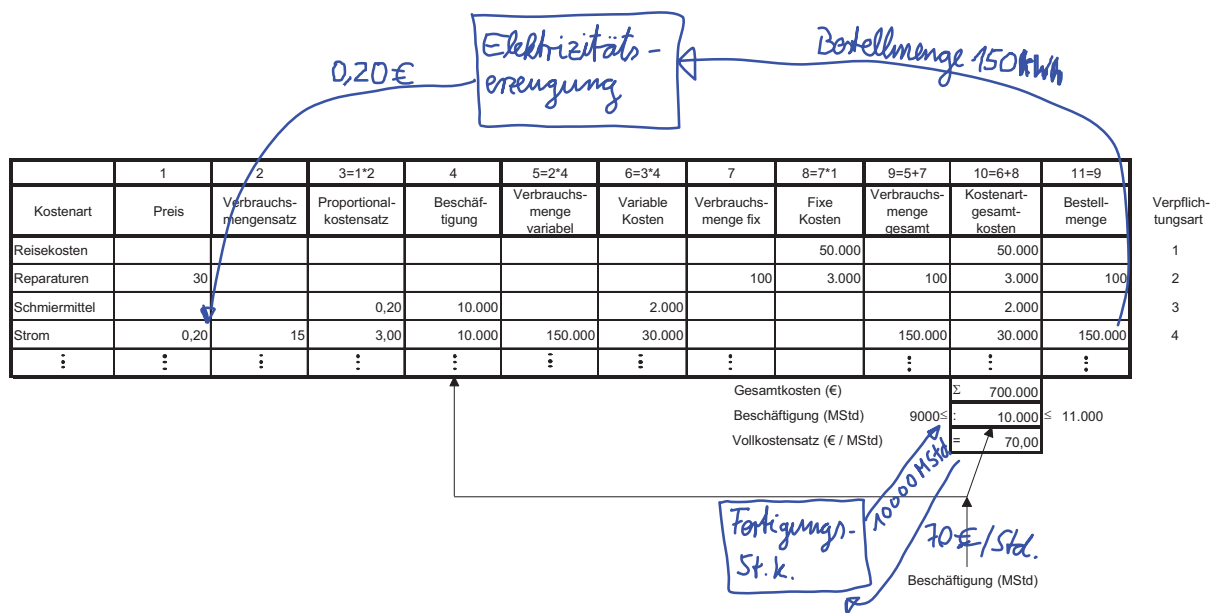 Elektrizitäts-
erzeugung
0,20 €
Bestellmenge 150 kWh
1 2 3=1*2 4 5=2*4 6=3*4 7 8=7*1 9=5+7 10=6+8 11=9
Kostenart Preis Verbrauchs-mengensatz Proportional-kostensatz Beschäf-tigung Verbrauchs-menge variabel Variable Kosten Verbrauchs-menge fix Fixe Kosten Verbrauchs-menge gesamt Kostenart-gesamt-kosten Bestell-menge Verpflich-tungsart
Reisekosten 50.000 50.000 1
Reparaturen 30 100 3.000 100 3.000 100 2
Schmiermittel 0,20 10.000 2.000 2.000 3
Strom 0,20 15 3,00 10.000 150.000 30.000 150.000 30.000 150.000 4
Gesamtkosten (€) Σ 700.000
Beschäftigung (MStd) 9000≤ : 10.000 ≤ 11.000
Vollkostensatz (€ / MStd) = 70,00
10000 MStd
Fertigungs-
St.k.
70 € / Std.
Beschäftigung (MStd)